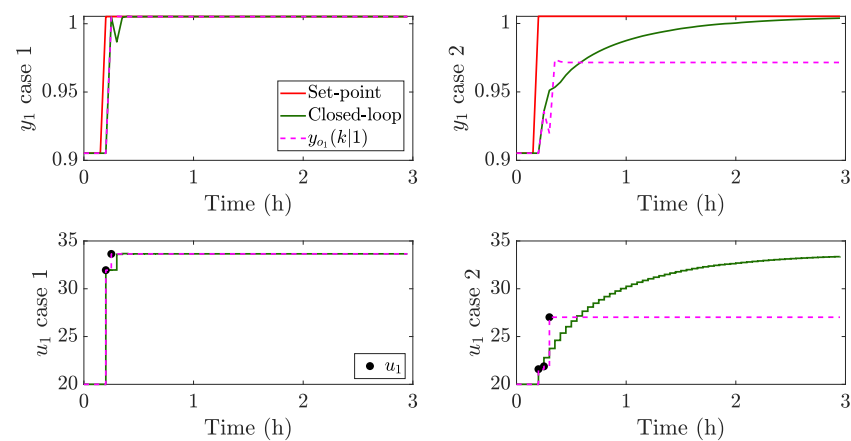 1
0.95
0.9
y₁ case 1
0 1 2 3
Time (h)
Set-point
Closed-loop
y_{o₁}(k|1)
1
0.95
0.9
y₁ case 2
0 1 2 3
Time (h)
35
30
25
20
u₁ case 1
0 1 2 3
Time (h)
u₁
35
30
25
20
u₁ case 2
0 1 2 3
Time (h)